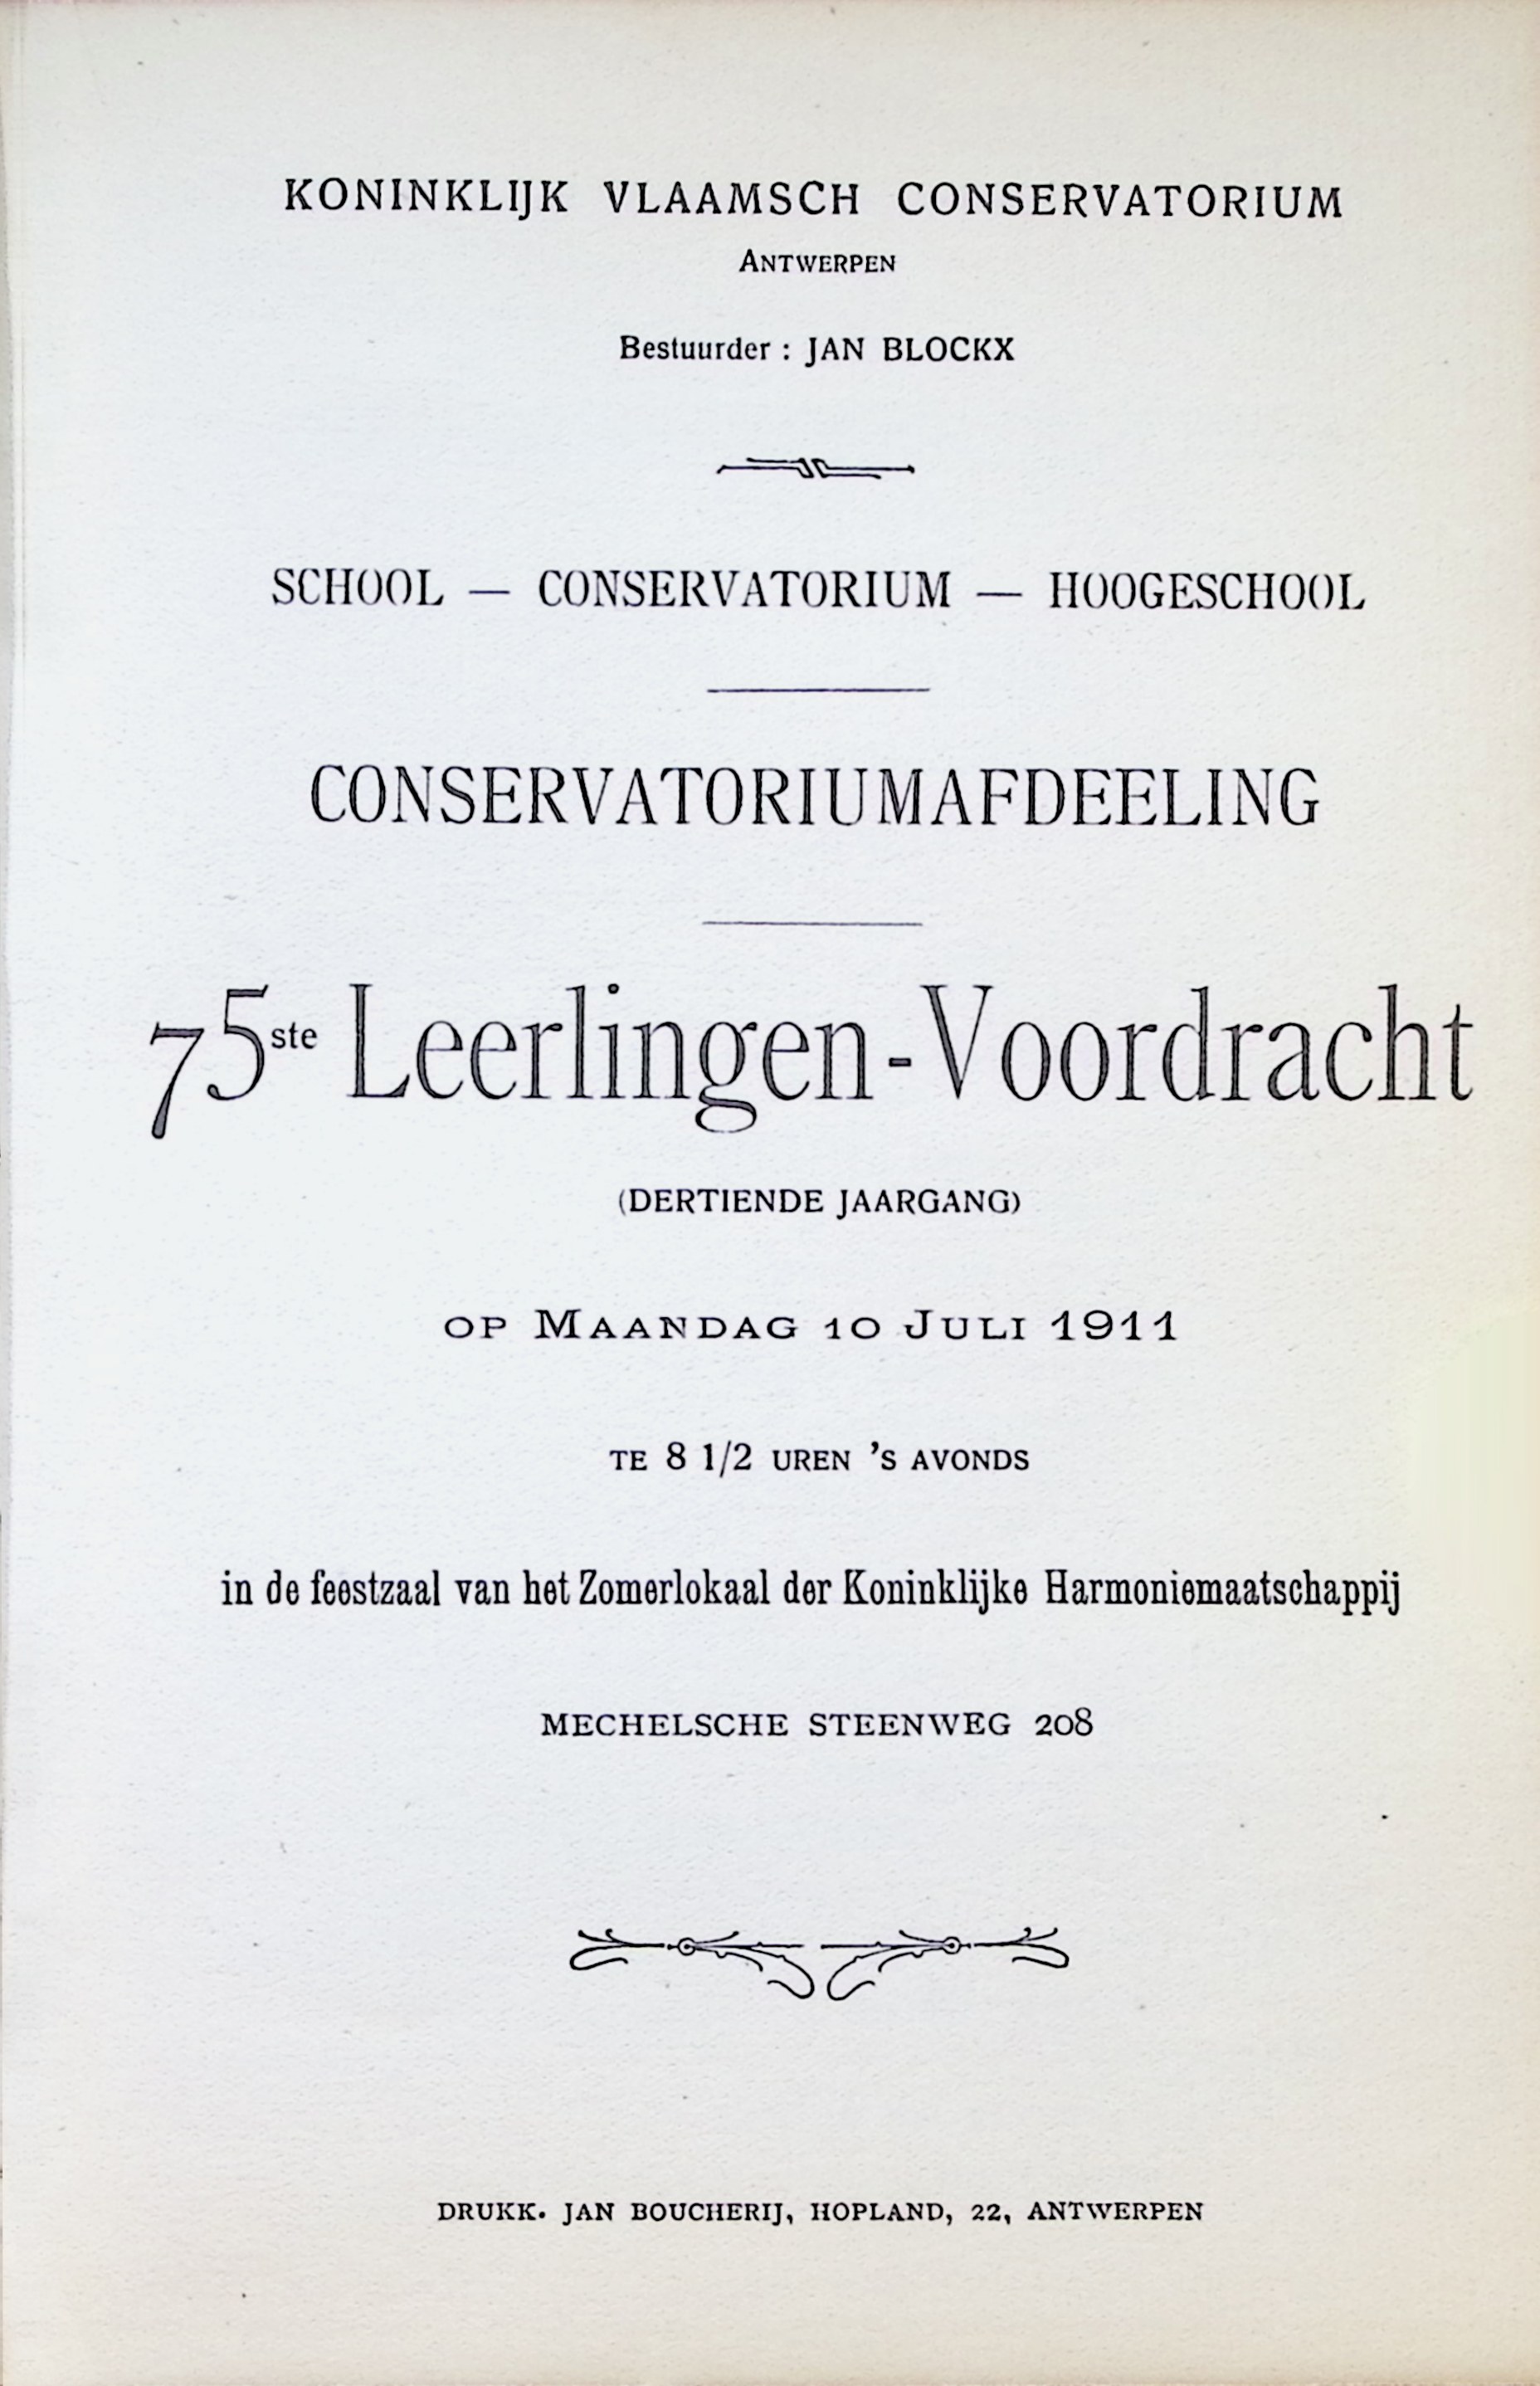 KONINKLIJK VLAAMSCH CONSERVATORIUM
ANTWERPEN
Bestuurder : JAN BLOCKX
SCHOOL — CONSERVATORIUM — HOOGESCHOOL
CONSERVATORIUMAFDEELING
75ste Leerlingen-Voordracht
(DERTIENDE JAARGANG)
OP MAANDAG 10 JULI 1911
TE 8 1/2 UREN 'S AVONDS
in de feestzaal van het Zomerlokaal der Koninklijke Harmoniemaatschappij
MECHELSCHE STEENWEG 208
DRUKK. JAN BOUCHERIJ, HOPLAND, 22, ANTWERPEN